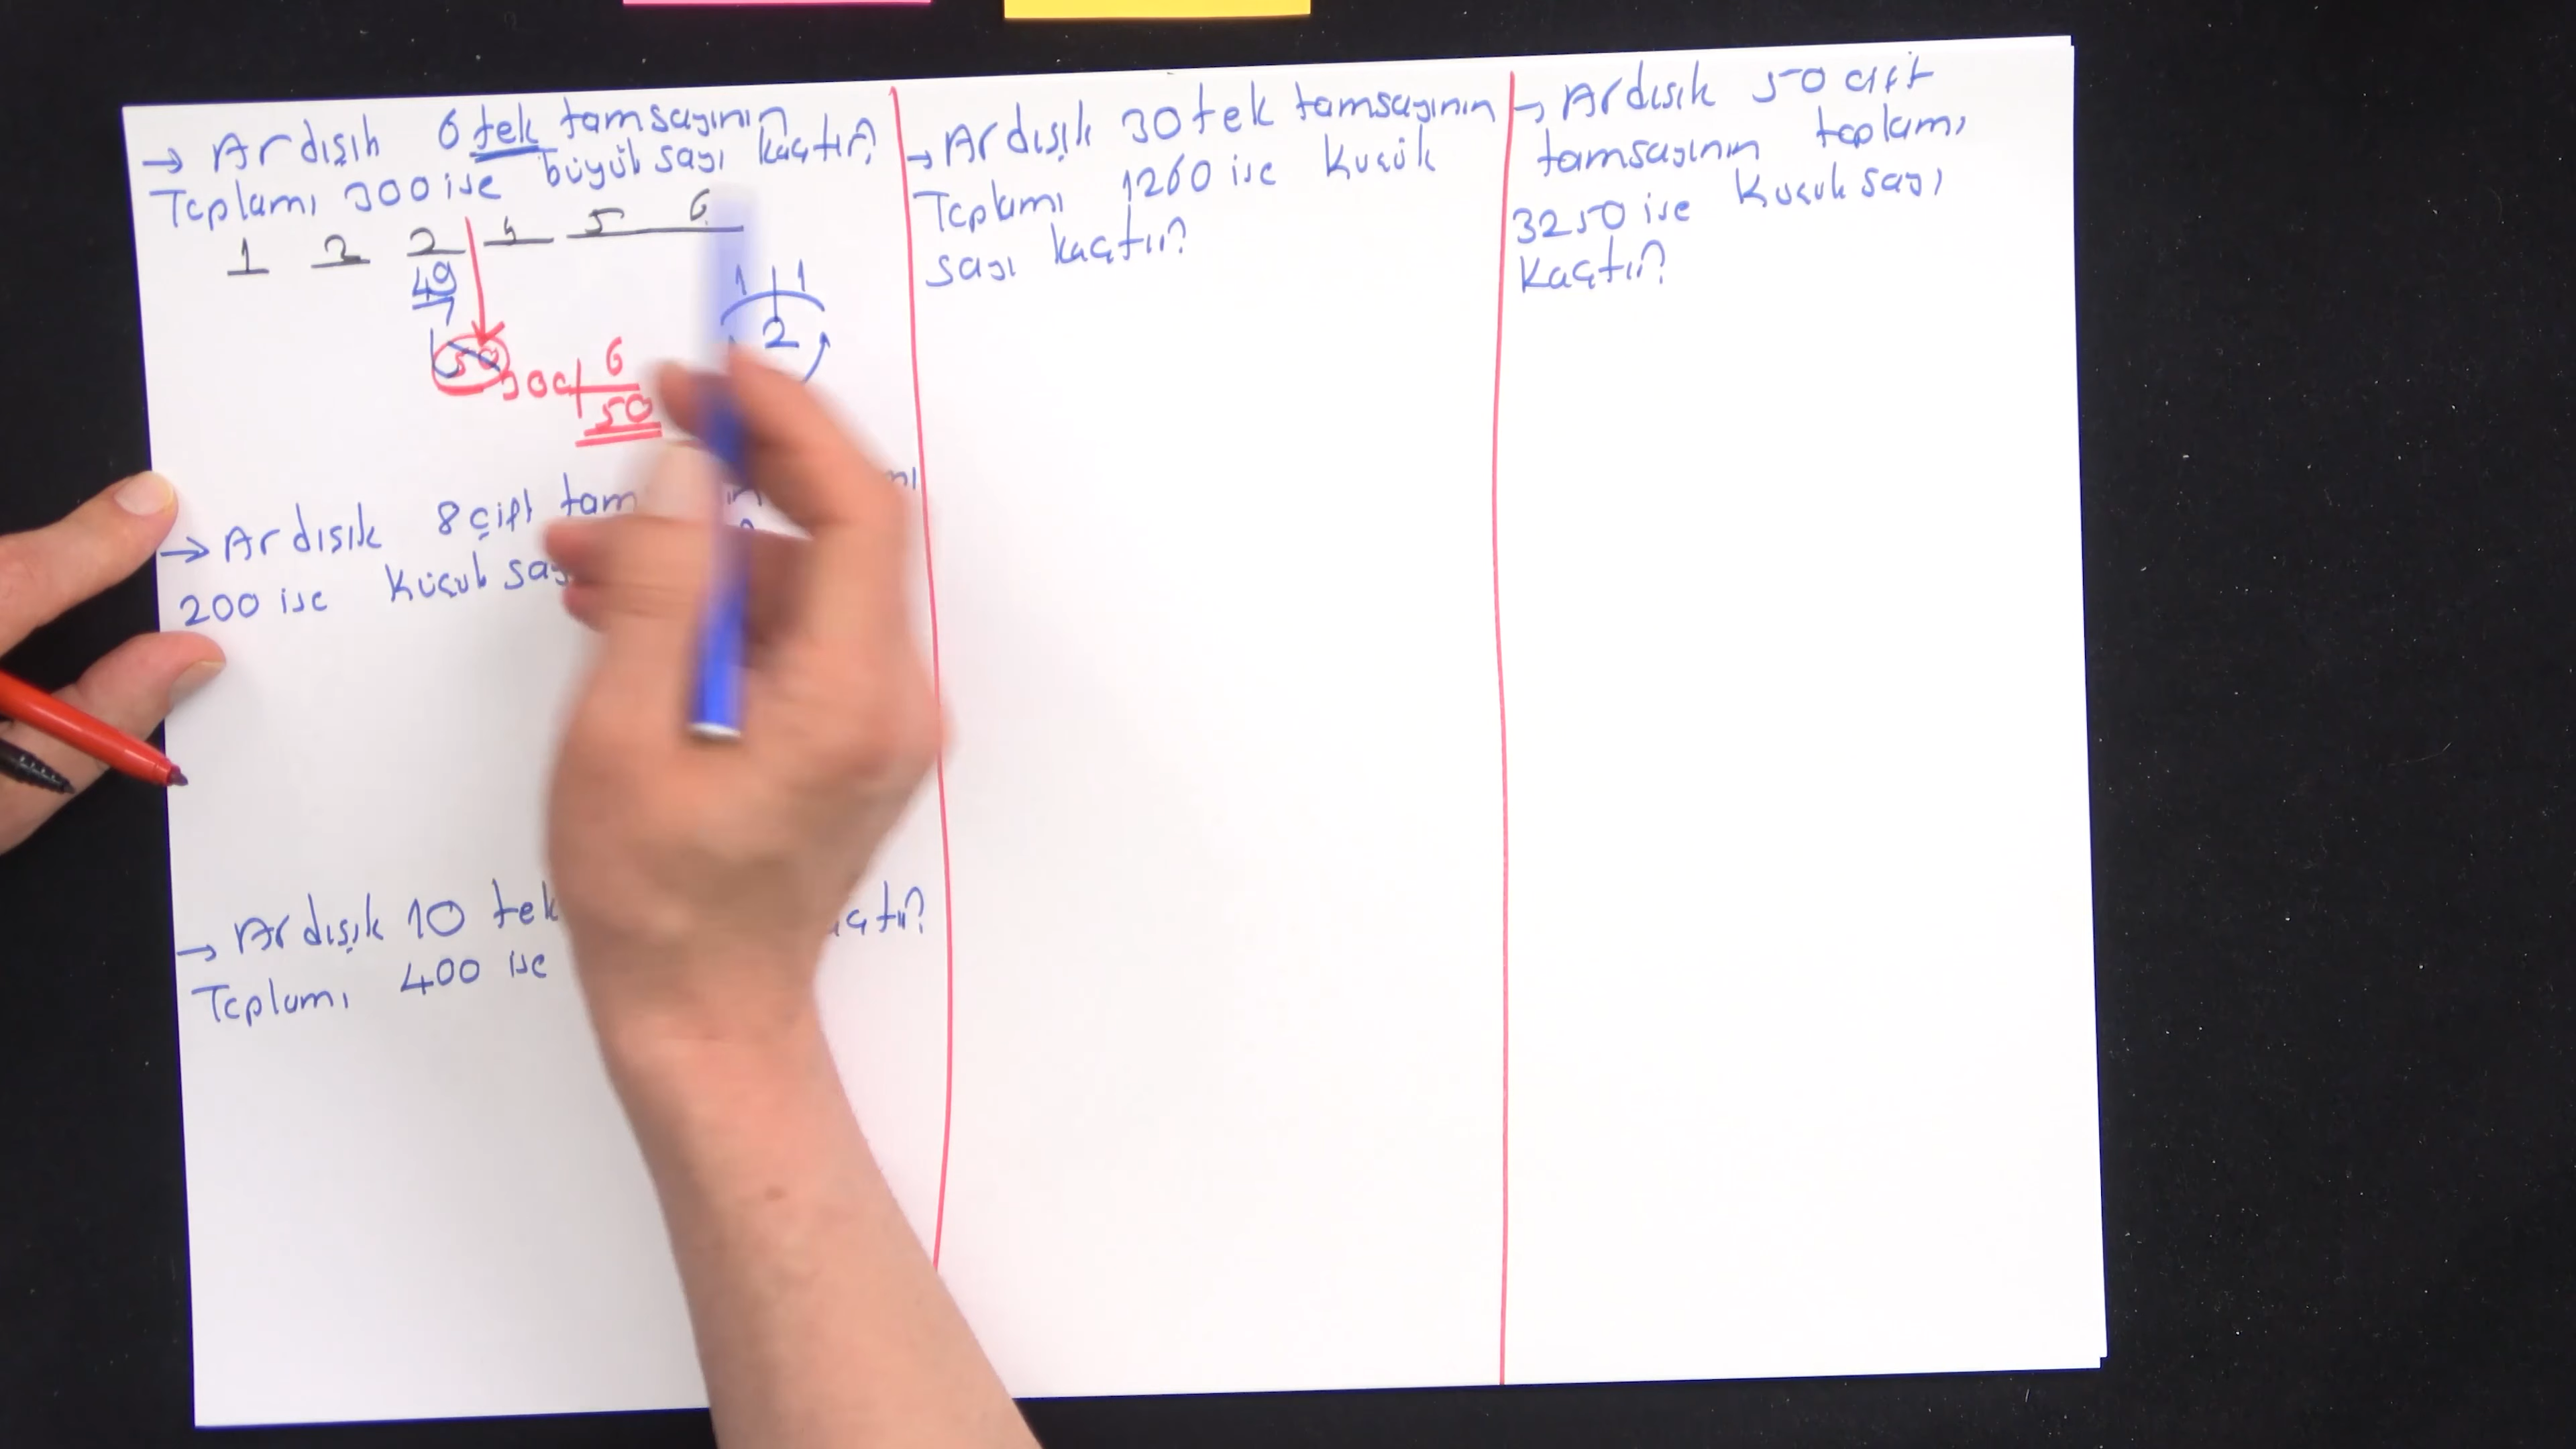 → Ardışık 6 tek tamsayının
Toplamı 300 ise büyük sayı kaçtır?
1 2 3 4 5 6
49
50
300 6
50
1 1
2
→ Ardışık 8 çift
200 ise küçük
→ Ardışık 10 tek
Toplamı 400 ise
→ Ardışık 30 tek tamsayının
Toplamı 1260 ise küçük
sayı kaçtır?
→ Ardışık 50 çift
tamsayının toplamı
3250 ise küçük sayı
kaçtır?